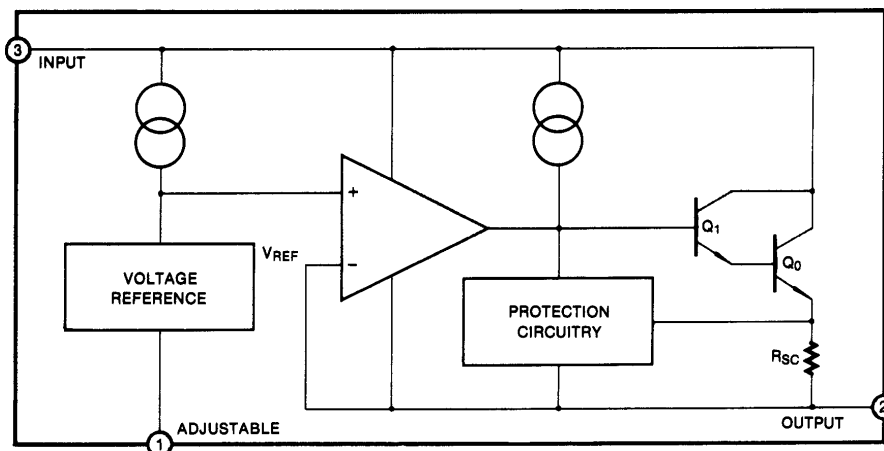 3
INPUT
+
Q1
VREF
−
Q0
VOLTAGE
REFERENCE
PROTECTION
CIRCUITRY
RSC
2
OUTPUT
ADJUSTABLE
1